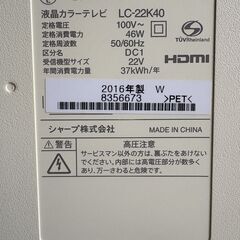 液晶カラーテレビ LC-22K40
定格電圧 100V~
定格消費電力 46W
定格周波数 50/60Hz
区分名 DC1
受信機型サイズ 22V
年間消費電力量 37kWh/年
TÜVRheinland
HDMI
2016年製 W
8356673 >PET<
シャープ株式会社 MADE IN CHINA
警告
高圧注意
サービスマン以外の方は、裏ぶたをあけないでください。
内部には高電圧部分が数多くあり、
万一さわると危険です。